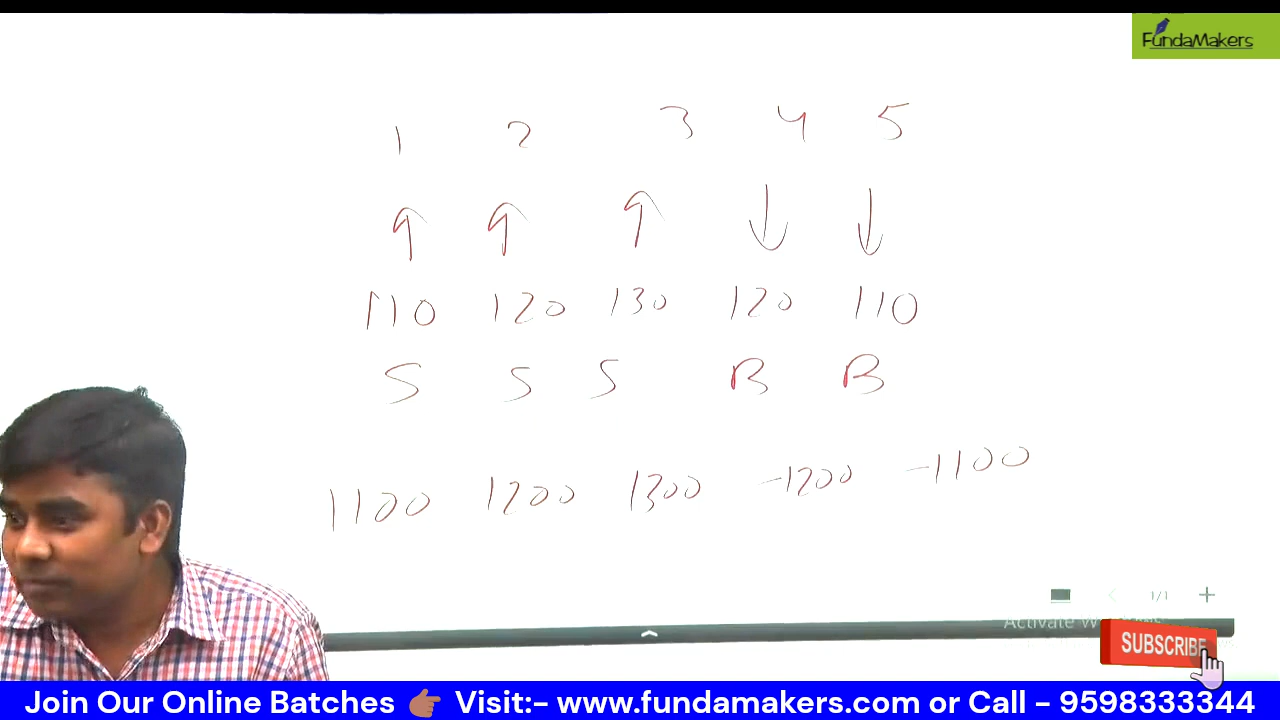 FundaMakers
1 2 3 4 5
↑ ↑ ↑ ↓ ↓
110 120 130 120 110
S S S B B
1100 1200 1300 -1200 -1100
1/1
SUBSCRIBE
Join Our Online Batches 👉🏽 Visit:- www.fundamakers.com or Call - 9598333344